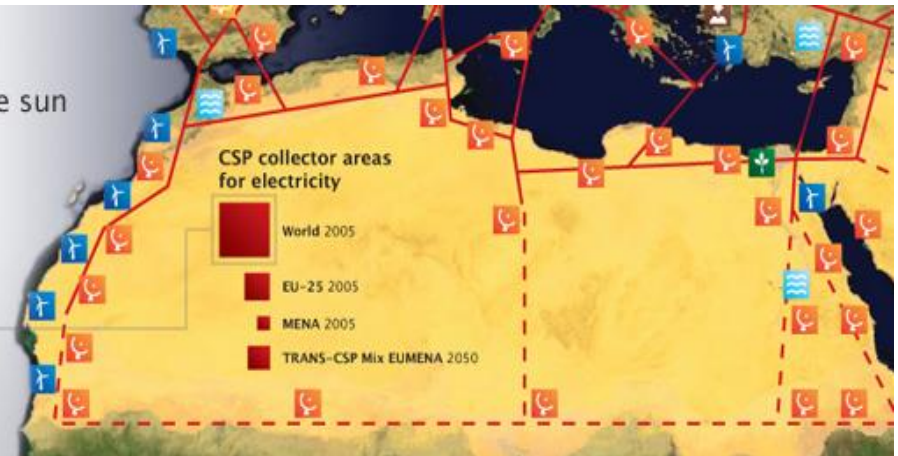 e sun
CSP collector areas
for electricity
World 2005
EU-25 2005
MENA 2005
TRANS-CSP Mix EUMENA 2050